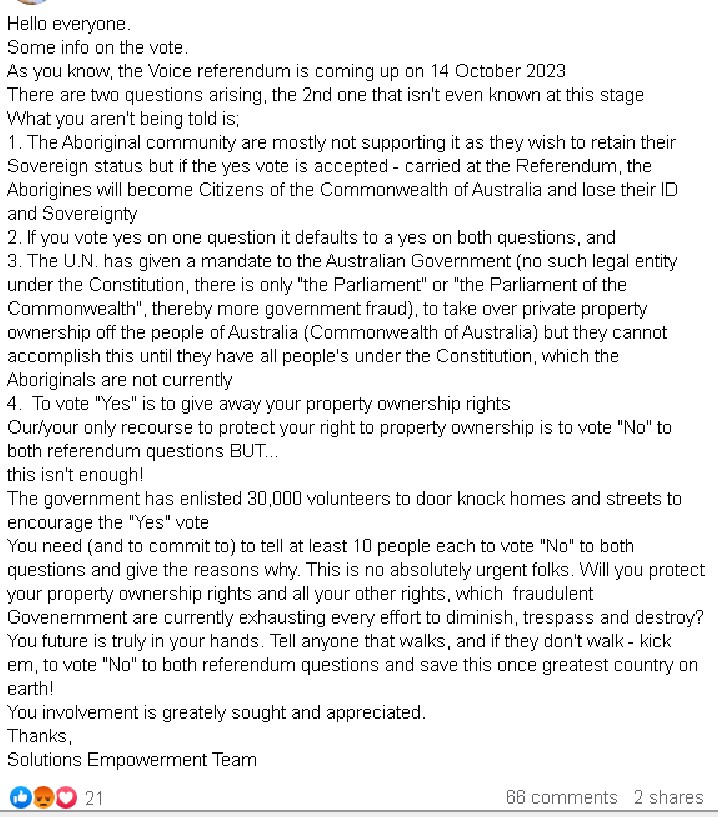 Hello everyone.
Some info on the vote.
As you know, the Voice referendum is coming up on 14 October 2023
There are two questions arising, the 2nd one that isn't even known at this stage
What you aren't being told is;
1. The Aboriginal community are mostly not supporting it as they wish to retain their
Sovereign status but if the yes vote is accepted - carried at the Referendum, the
Aborigines will become Citizens of the Commonwealth of Australia and lose their ID
and Sovereignty
2. If you vote yes on one question it defaults to a yes on both questions, and
3. The U.N. has given a mandate to the Australian Government (no such legal entity
under the Constitution, there is only "the Parliament" or "the Parliament of the
Commonwealth", thereby more government fraud), to take over private property
ownership off the people of Australia (Commonwealth of Australia) but they cannot
accomplish this until they have all people's under the Constitution, which the
Aboriginals are not currently
4.  To vote "Yes" is to give away your property ownership rights
Our/your only recourse to protect your right to property ownership is to vote "No" to
both referendum questions BUT...
this isn't enough!
The government has enlisted 30,000 volunteers to door knock homes and streets to
encourage the "Yes" vote
You need (and to commit to) to tell at least 10 people each to vote "No" to both
questions and give the reasons why. This is no absolutely urgent folks. Will you protect
your property ownership rights and all your other rights, which  fraudulent
Govenernment are currently exhausting every effort to diminish, trespass and destroy?
You future is truly in your hands. Tell anyone that walks, and if they don't walk - kick
em, to vote "No" to both referendum questions and save this once greatest country on
earth!
You involvement is greately sought and appreciated.
Thanks,
Solutions Empowerment Team
21 66 comments 2 shares